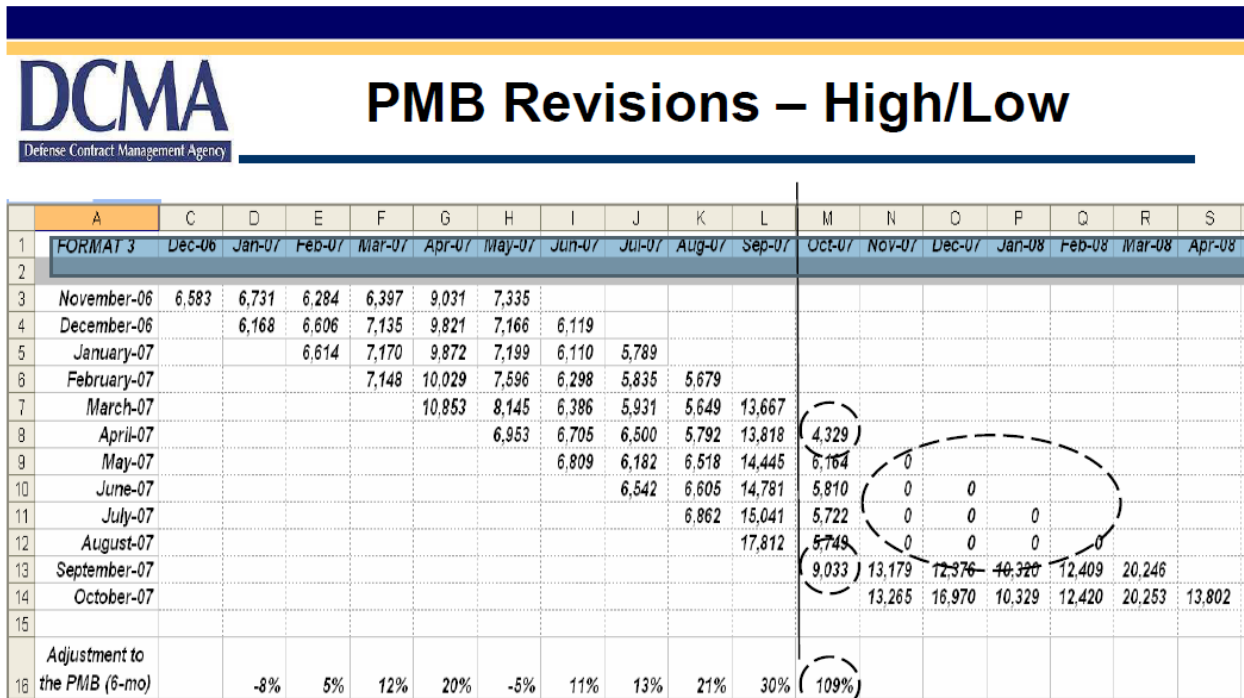 DCMA
Defense Contract Management Agency
PMB Revisions – High/Low
A C D E F G H I J K L M N O P Q R S
1 FORMAT 3 Dec-06 Jan-07 Feb-07 Mar-07 Apr-07 May-07 Jun-07 Jul-07 Aug-07 Sep-07 Oct-07 Nov-07 Dec-07 Jan-08 Feb-08 Mar-08 Apr-08
2
3 November-06 6,583 6,731 6,284 6,397 9,031 7,335
4 December-06 6,168 6,606 7,135 9,821 7,166 6,119
5 January-07 6,614 7,170 9,872 7,199 6,110 5,789
6 February-07 7,148 10,029 7,596 6,298 5,835 5,679
7 March-07 10,853 8,145 6,386 5,931 5,649 13,667
8 April-07 6,953 6,705 6,500 5,792 13,818 4,329
9 May-07 6,809 6,182 6,518 14,445 6,164 0
10 June-07 6,542 6,605 14,781 5,810 0 0
11 July-07 6,862 15,041 5,722 0 0 0
12 August-07 17,812 5,749 0 0 0 0
13 September-07 9,033 13,179 12,376 10,320 12,409 20,246
14 October-07 13,265 16,970 10,329 12,420 20,253 13,802
15
Adjustment to
16 the PMB (6-mo) -8% 5% 12% 20% -5% 11% 13% 21% 30% 109%